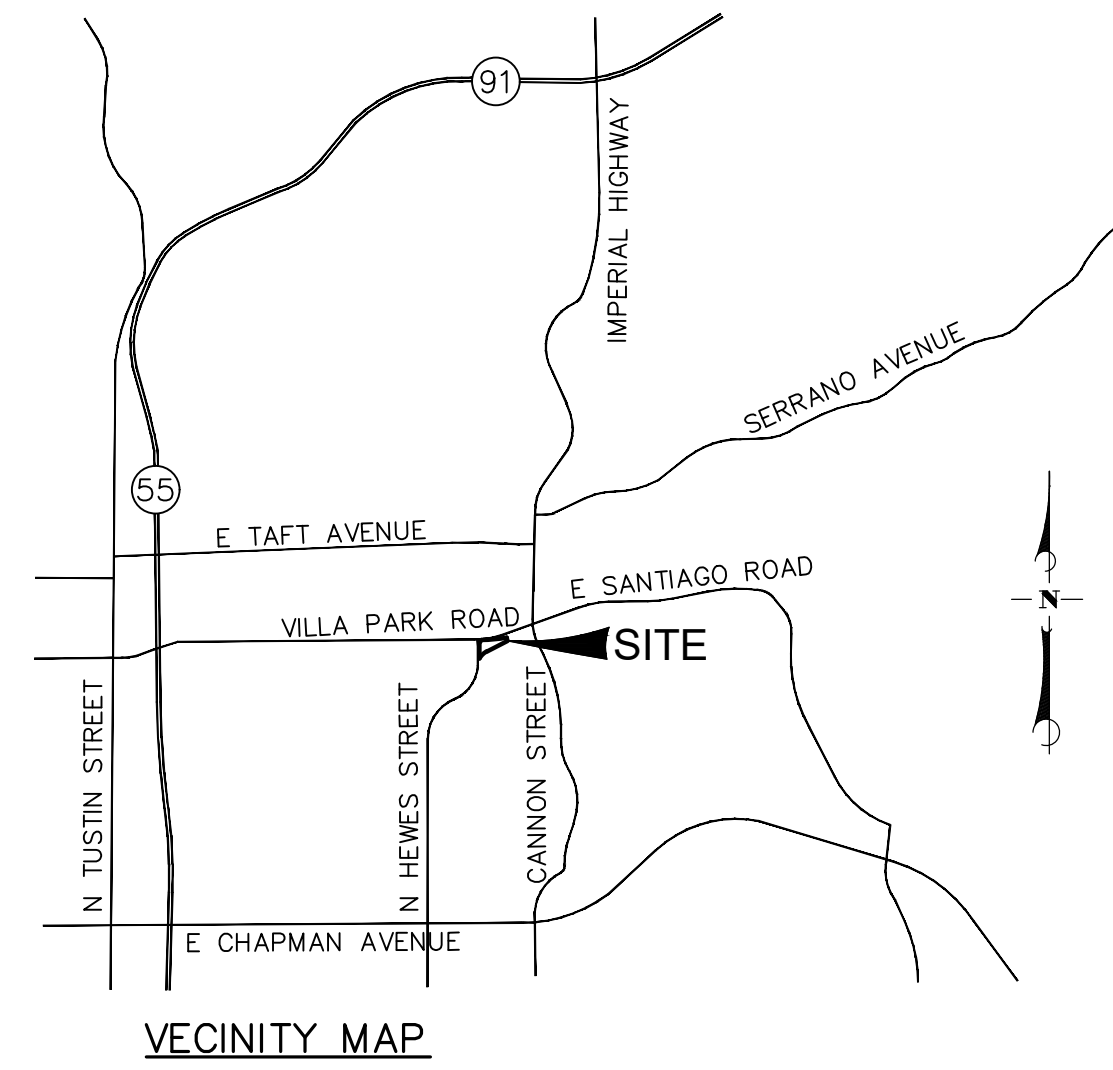 91
IMPERIAL HIGHWAY
SERRANO AVENUE
55
E TAFT AVENUE
E SANTIAGO ROAD
N
VILLA PARK ROAD
SITE
N TUSTIN STREET
N HEWES STREET
CANNON STREET
E CHAPMAN AVENUE
VECINITY MAP